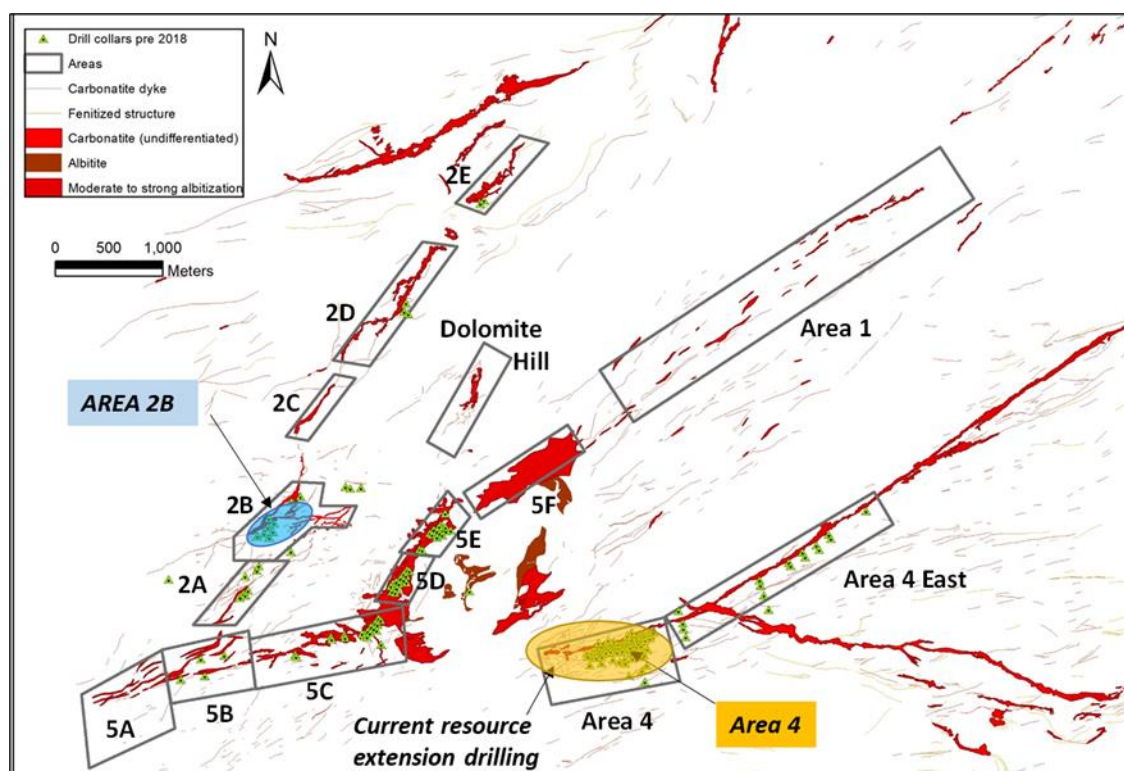 Drill collars pre 2018
Areas
Carbonatite dyke
Fenitized structure
Carbonatite (undifferentiated)
Albitite
Moderate to strong albitization
N
0 500 1,000
Meters
2E
2D
Dolomite
Hill
Area 1
AREA 2B
2C
2B
5F
5E
2A
5D
Area 4 East
5C
5B
5A
Area 4
Current resource
extension drilling
Area 4